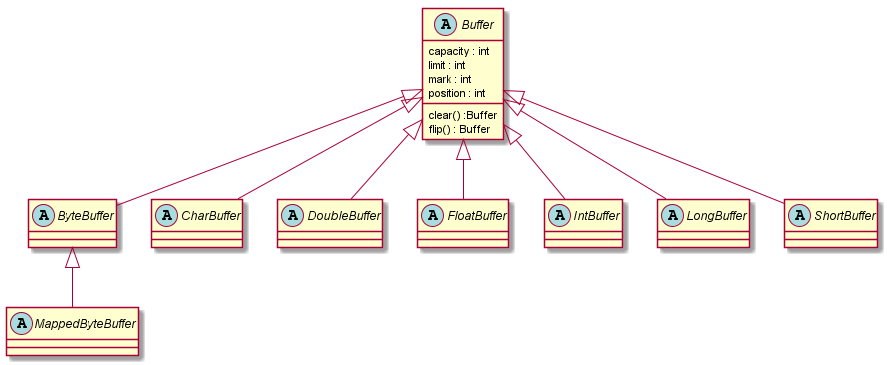 A Buffer
capacity : int
limit : int
mark : int
position : int
clear() :Buffer
flip() : Buffer
A ByteBuffer
A CharBuffer
A DoubleBuffer
A FloatBuffer
A IntBuffer
A LongBuffer
A ShortBuffer
A MappedByteBuffer